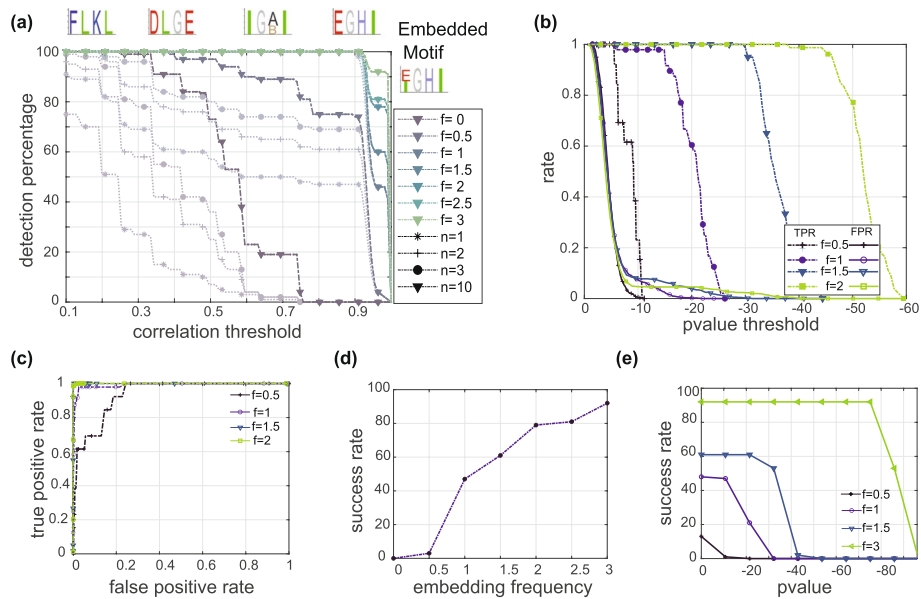 (a)
FLKL
DLGE
IGAI
B
EGHI
Embedded
Motif
EGHI
T
100
80
60
40
20
0
detection percentage
0.1
0.3
0.5
0.7
0.9
correlation threshold
f= 0
f=0.5
f= 1
f=1.5
f= 2
f=2.5
f= 3
n=1
n=2
n=3
n=10
(b)
1
0.8
0.6
0.4
0.2
0
rate
-10
-20
-30
-40
-50
-60
pvalue threshold
TPR FPR
f=0.5
f=1
f=1.5
f=2
(c)
1
0.8
0.6
0.4
0.2
0
true positive rate
0
0.2
0.4
0.6
0.8
1
false positive rate
f=0.5
f=1
f=1.5
f=2
(d)
100
80
60
40
20
0
success rate
0
0.5
1
1.5
2
2.5
3
embedding frequency
(e)
100
80
60
40
20
0
success rate
0
-20
-40
-60
-80
pvalue
f=0.5
f=1
f=1.5
f=3